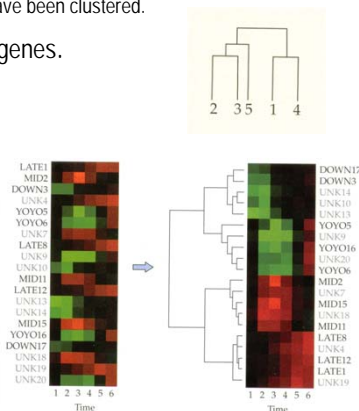 have been clustered.
genes.
2 3 5 1 4
LATE1
MID2
DOWN3
UNK4
YOYO5
YOYO6
UNK7
LATE8
UNK9
UNK10
MID11
LATE12
UNK13
UNK14
MID15
YOYO16
DOWN17
UNK18
UNK19
UNK20
1 2 3 4 5 6
Time
DOWN17
DOWN3
UNK14
UNK10
UNK13
YOYO5
UNK9
YOYO16
UNK20
YOYO6
MID2
UNK7
MID15
UNK18
MID11
LATE8
UNK4
LATE12
LATE1
UNK19
1 2 3 4 5 6
Time